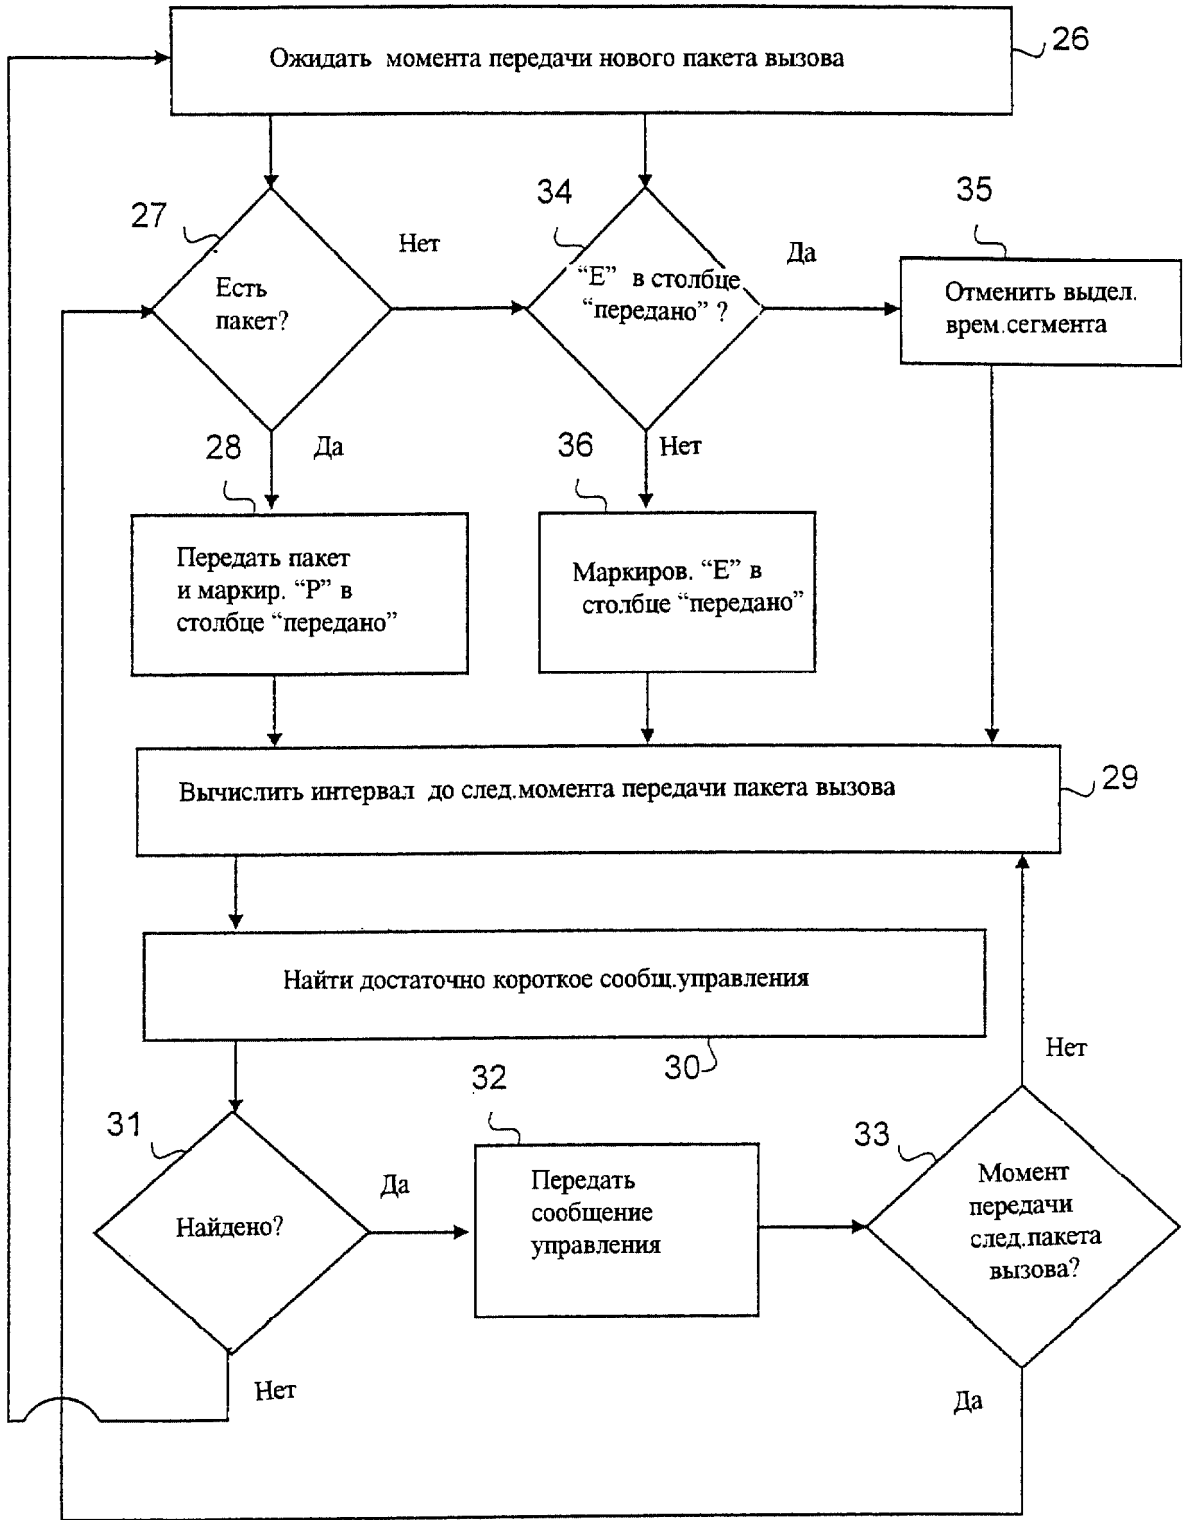 Ожидать момента передачи нового пакета вызова
26
27
Есть
пакет?
Нет
34
“Е” в столбце
“передано” ?
Да
35
Отменить выдел.
врем.сегмента
28
Да
Передать пакет
и маркир. “Р” в
столбце “передано”
36
Нет
Маркиров. “Е” в
столбце “передано”
Вычислить интервал до след.момента передачи пакета вызова
29
Найти достаточно короткое сообщ.управления
30
31
Найдено?
Да
Нет
32
Передать
сообщение
управления
33
Момент
передачи
след.пакета
вызова?
Нет
Да